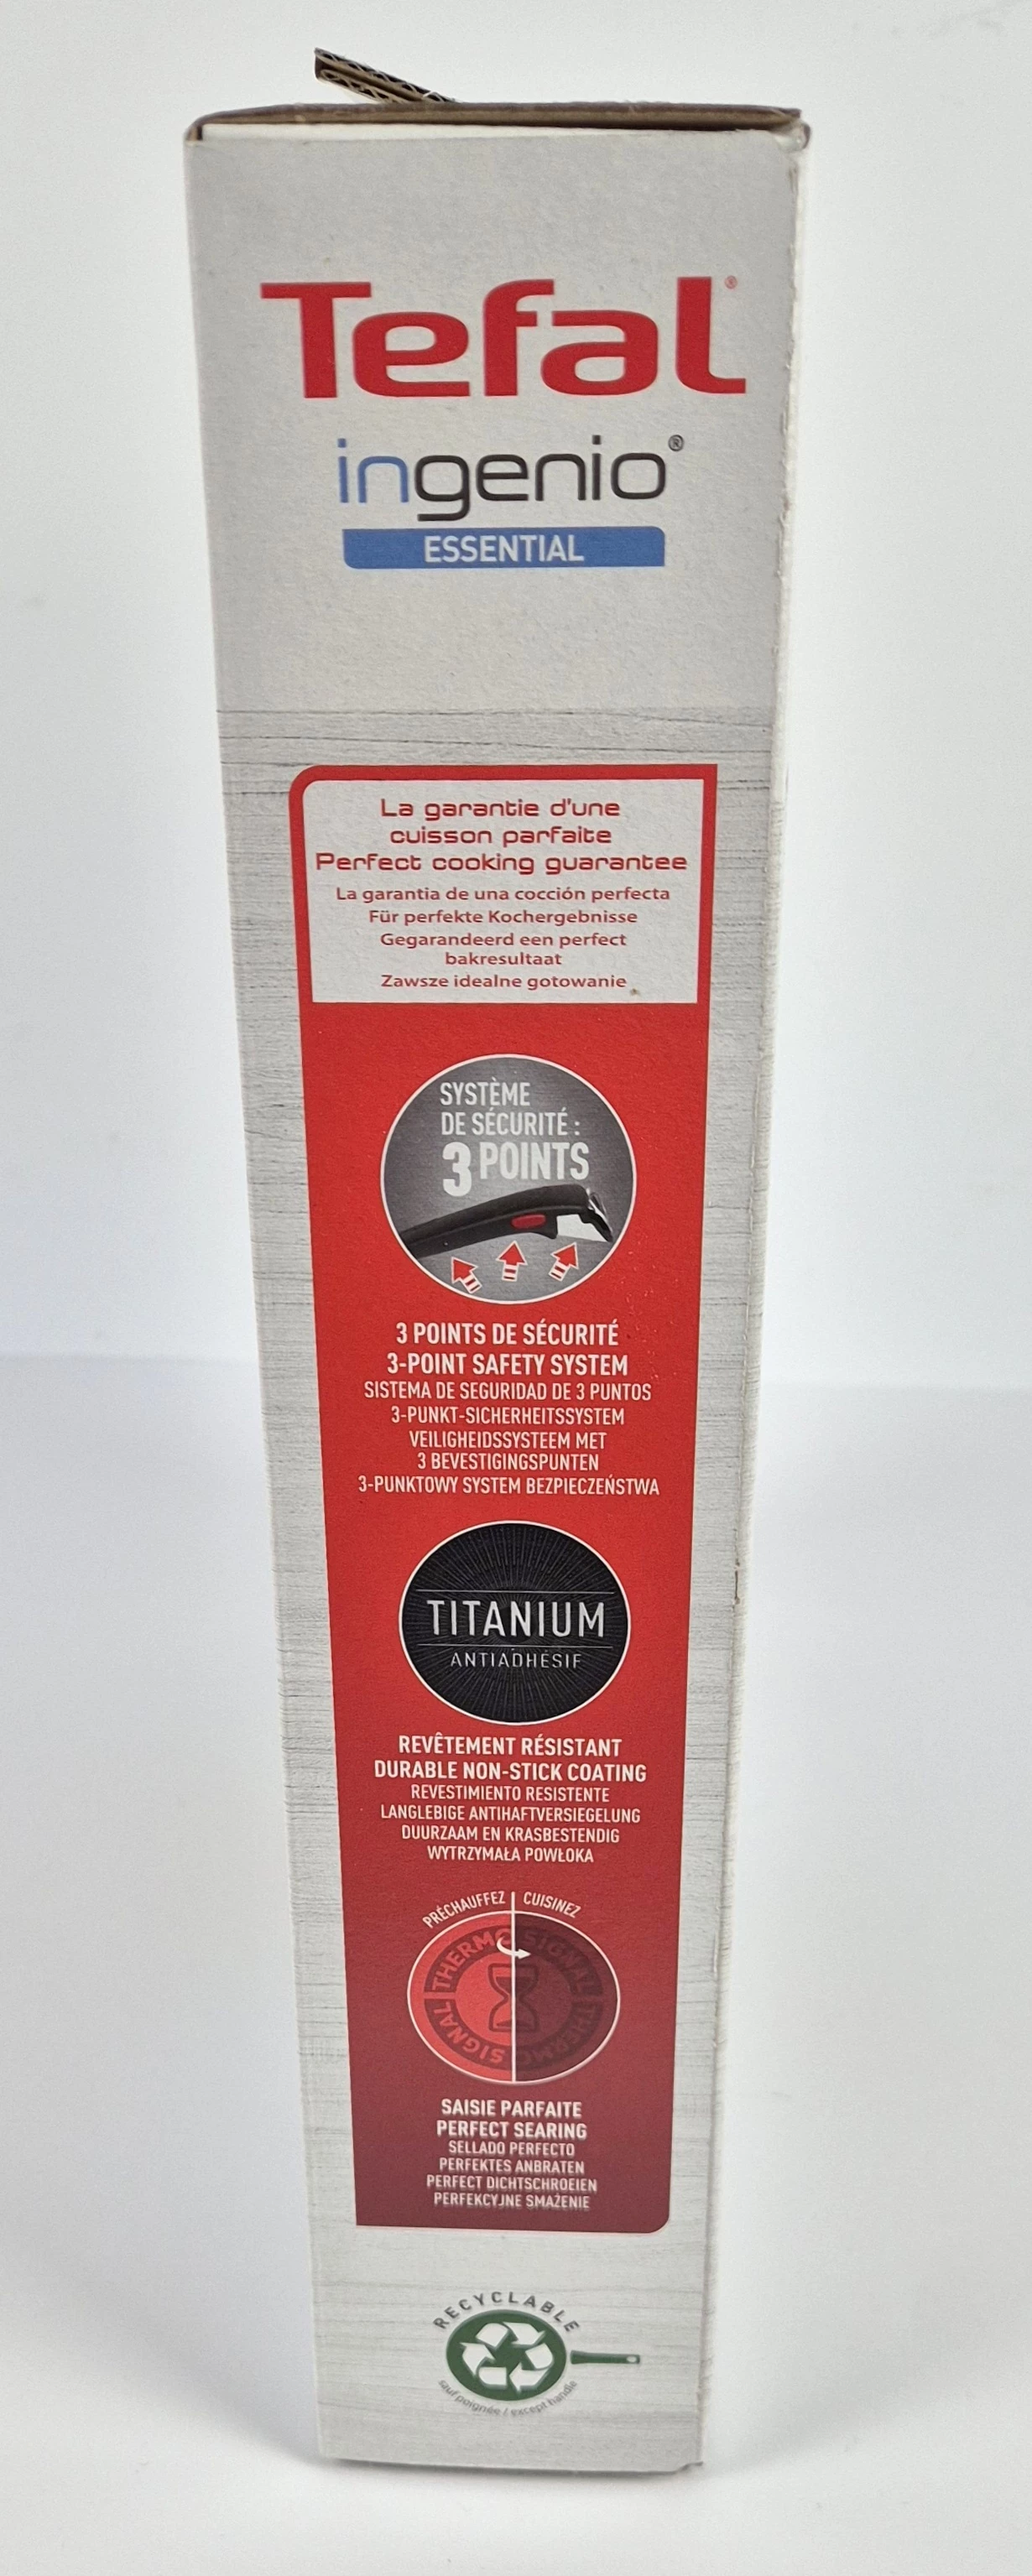 Tefal®
ingenio®
ESSENTIAL
La garantie d'une
cuisson parfaite
Perfect cooking guarantee
La garantia de una cocción perfecta
Für perfekte Kochergebnisse
Gegarandeerd een perfect
bakresultaat
Zawsze idealne gotowanie
SYSTÈME
DE SÉCURITÉ :
3 POINTS
3 POINTS DE SÉCURITÉ
3-POINT SAFETY SYSTEM
SISTEMA DE SEGURIDAD DE 3 PUNTOS
3-PUNKT-SICHERHEITSSYSTEM
VEILIGHEIDSSYSTEEM MET
3 BEVESTIGINGSPUNTEN
3-PUNKTOWY SYSTEM BEZPIECZEŃSTWA
TITANIUM
ANTIADHÉSIF
REVÊTEMENT RÉSISTANT
DURABLE NON-STICK COATING
REVESTIMIENTO RESISTENTE
LANGLEBIGE ANTIHAFTVERSIEGELUNG
DUURZAAM EN KRASBESTENDIG
WYTRZYMAŁA POWŁOKA
PRÉCHAUFFEZ | CUISINEZ
THERMO SIGNAL
THERMO SIGNAL
SAISIE PARFAITE
PERFECT SEARING
SELLADO PERFECTO
PERFEKTES ANBRATEN
PERFECT DICHTSCHROEIEN
PERFEKCYJNE SMAŻENIE
RECYCLABLE
sauf poignée / except handle